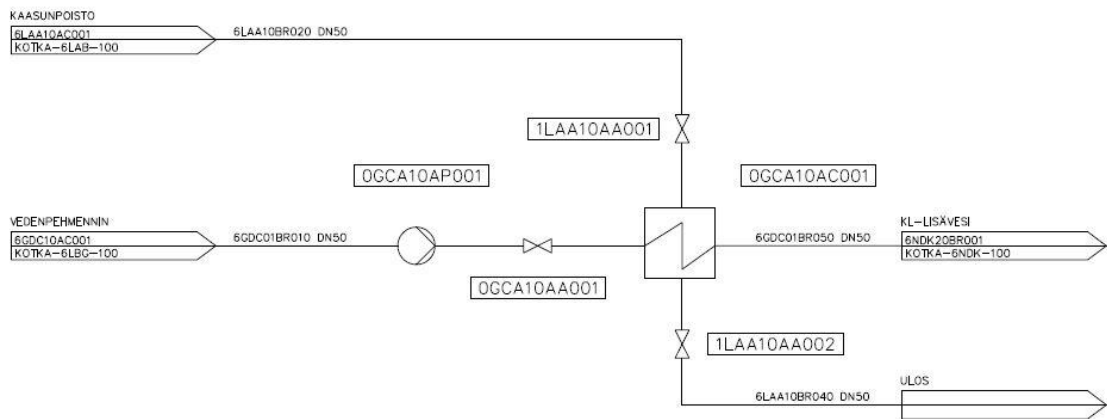 KAASUNPOISTO
6LAA10AC001
KOTKA-6LAB-100
6LAA10BR020 DN50
1LAA10AA001
0GCA10AP001
0GCA10AC001
VEDENPEHMENNIN
6GDC10AC001
KOTKA-6LBG-100
6GDC01BR010 DN50
6GDC01BR050 DN50
KL-LISÄVESI
6NDK20BR001
KOTKA-6NDK-100
0GCA10AA001
1LAA10AA002
6LAA10BR040 DN50
ULOS